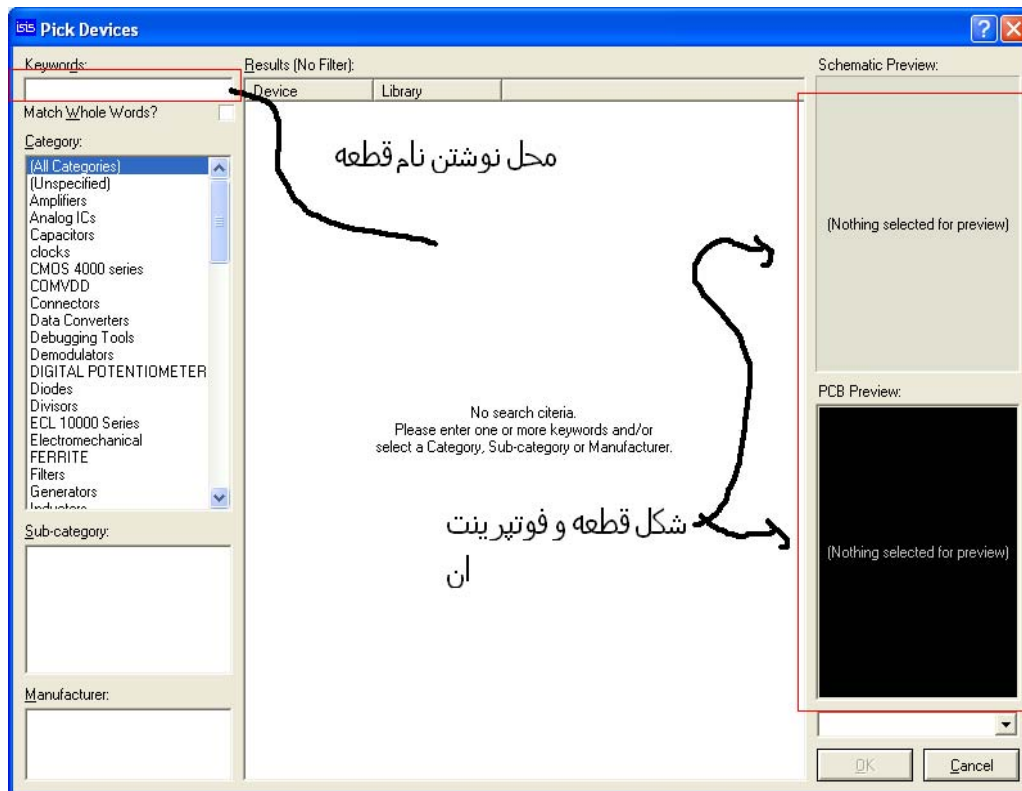 isis Pick Devices
Keywords:
Match Whole Words?
Category:
(All Categories)
(Unspecified)
Amplifiers
Analog ICs
Capacitors
clocks
CMOS 4000 series
COMVDD
Connectors
Data Converters
Debugging Tools
Demodulators
DIGITAL POTENTIOMETER
Diodes
Divisors
ECL 10000 Series
Electromechanical
FERRITE
Filters
Generators
Inductors
Sub-category:
Manufacturer:
Results (No Filter):
Device Library
محل نوشتن نام قطعه
No search citeria.
Please enter one or more keywords and/or
select a Category, Sub-category or Manufacturer.
شکل قطعه و فوتپرینت
ان
Schematic Preview:
(Nothing selected for preview)
PCB Preview:
(Nothing selected for preview)
OK Cancel